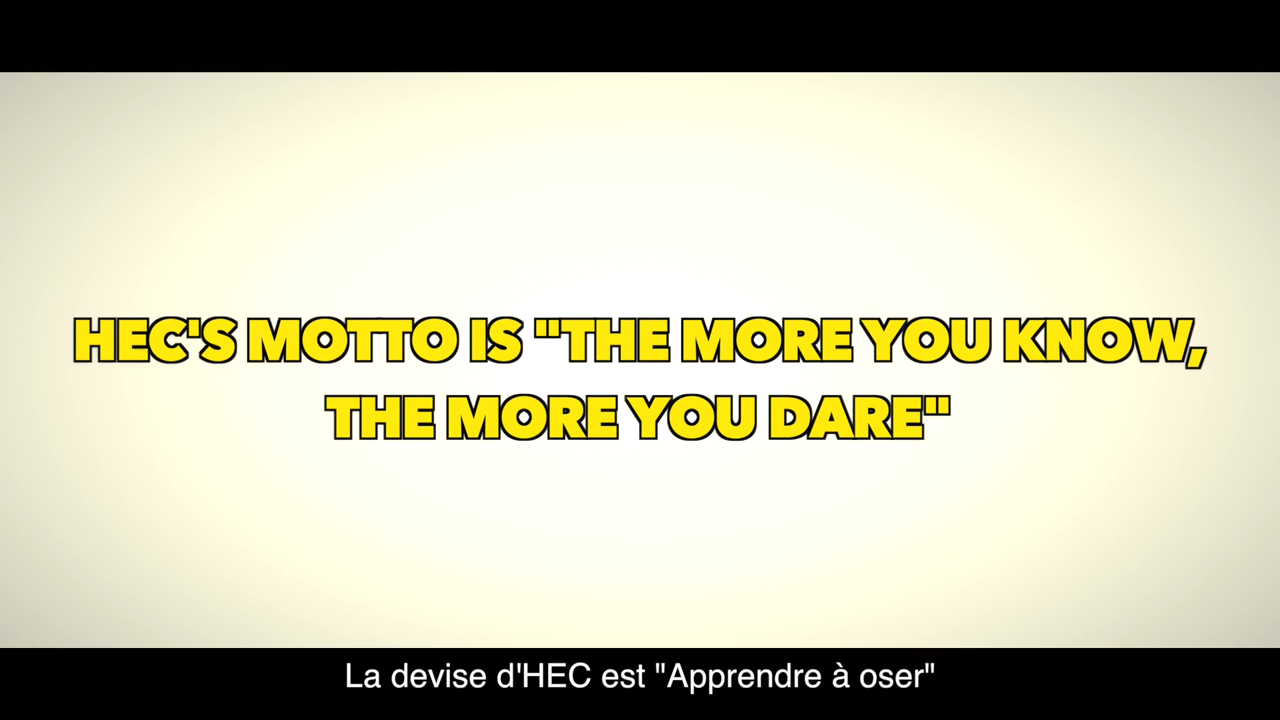 HEC'S MOTTO IS "THE MORE YOU KNOW,
THE MORE YOU DARE"
La devise d'HEC est "Apprendre à oser"